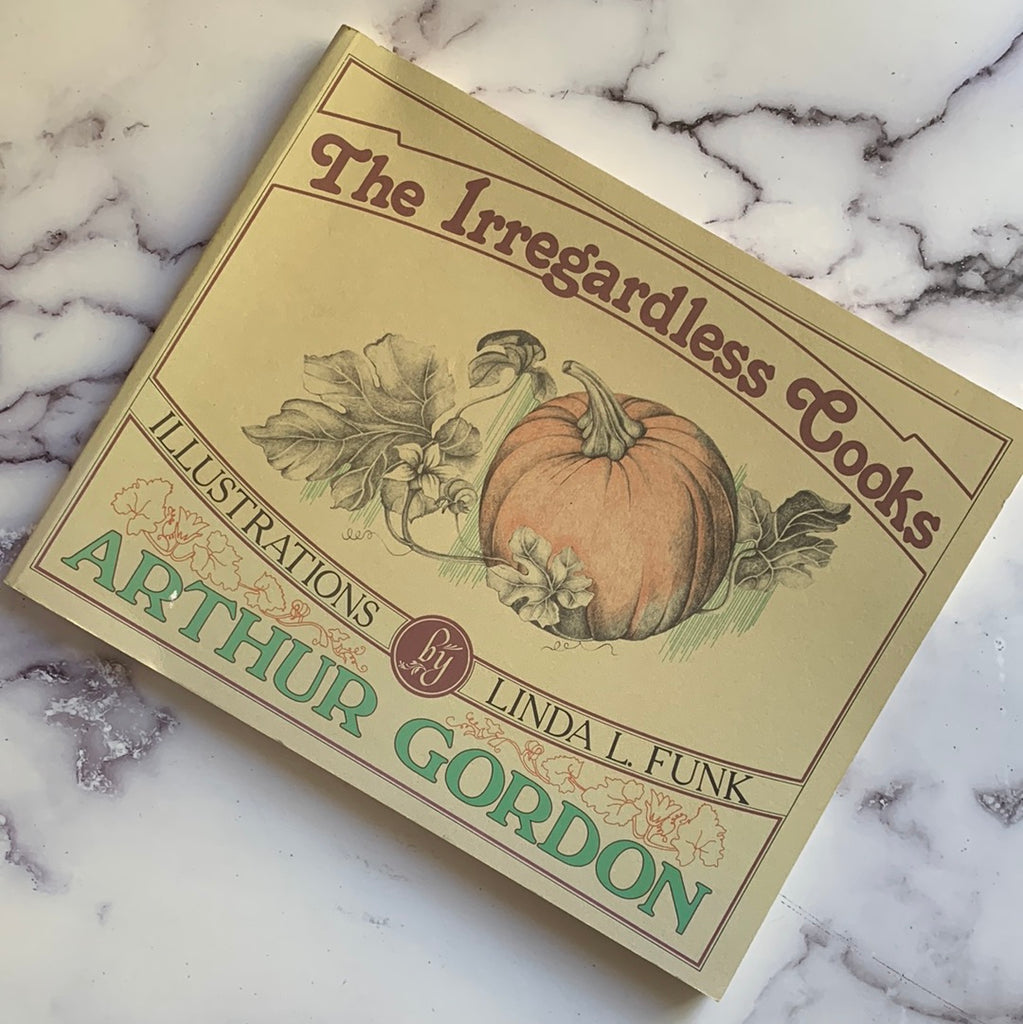 The Irregardless Cooks
ILLUSTRATIONS by LINDA L. FUNK
ARTHUR GORDON